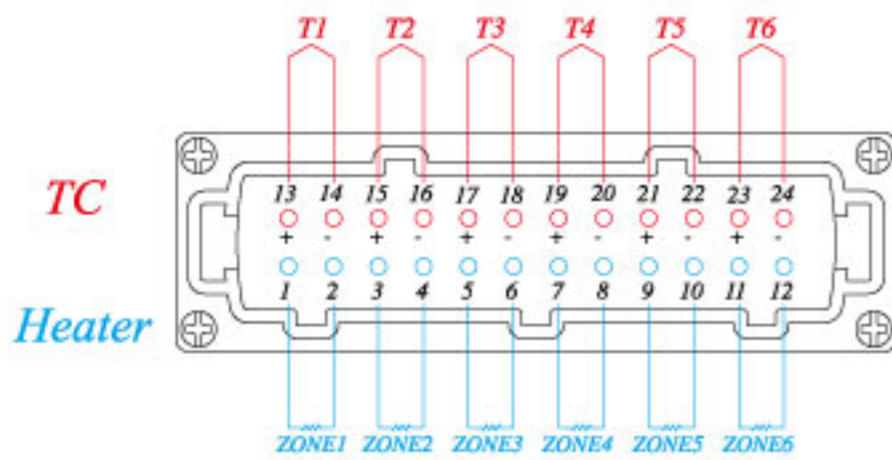 T1 T2 T3 T4 T5 T6
TC
13 14 15 16 17 18 19 20 21 22 23 24
+ - + - + - + - + - + -
1 2 3 4 5 6 7 8 9 10 11 12
Heater
ZONE1 ZONE2 ZONE3 ZONE4 ZONE5 ZONE6